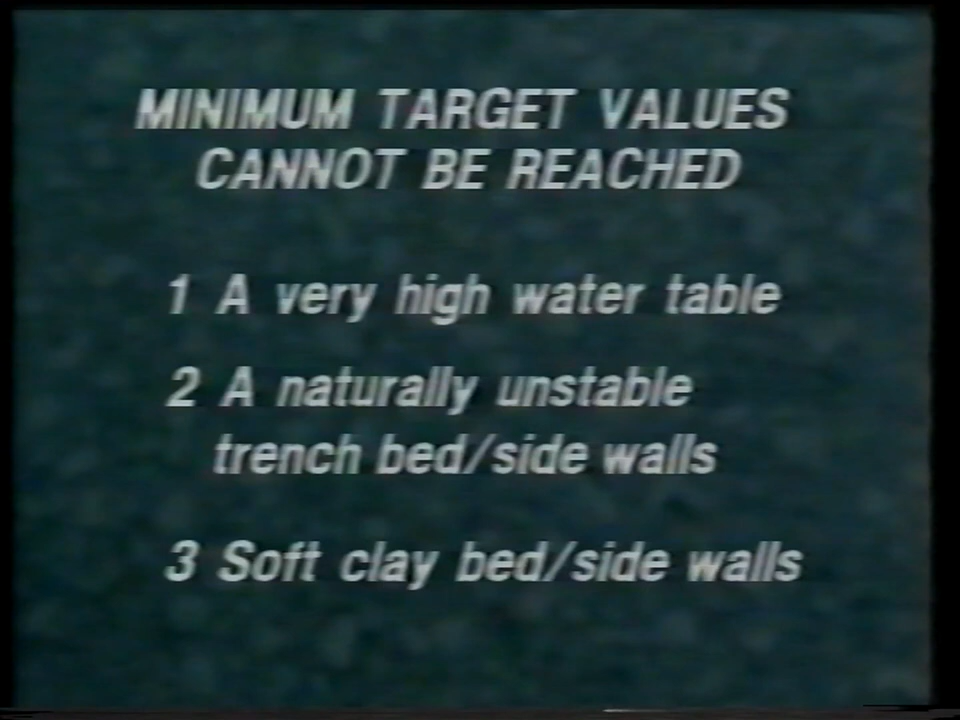 MINIMUM TARGET VALUES
CANNOT BE REACHED
1 A very high water table
2 A naturally unstable
trench bed/side walls
3 Soft clay bed/side walls